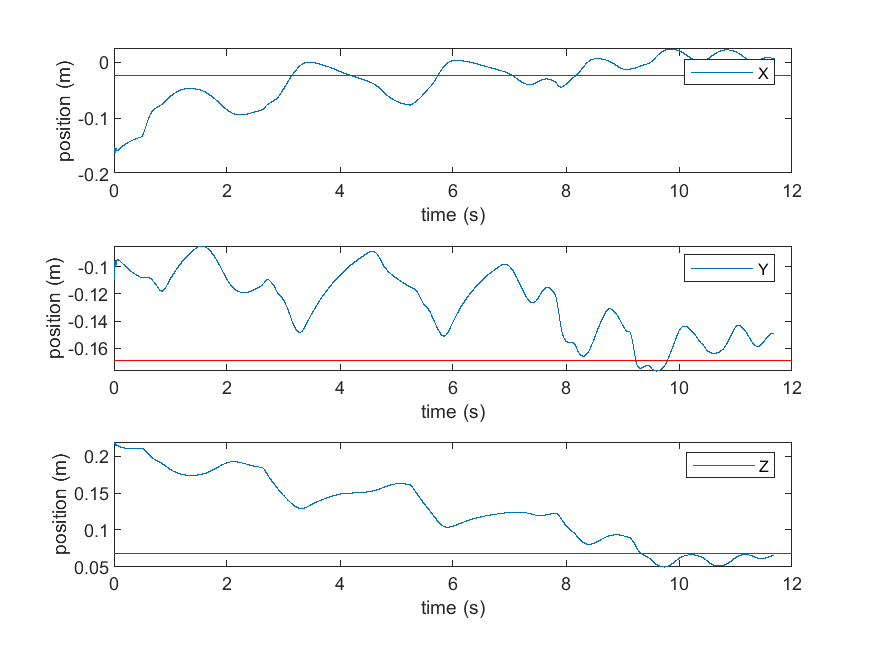 position (m)
0
-0.1
-0.2
X
0 2 4 6 8 10 12
time (s)
position (m)
-0.1
-0.12
-0.14
-0.16
Y
0 2 4 6 8 10 12
time (s)
position (m)
0.2
0.15
0.1
0.05
Z
0 2 4 6 8 10 12
time (s)